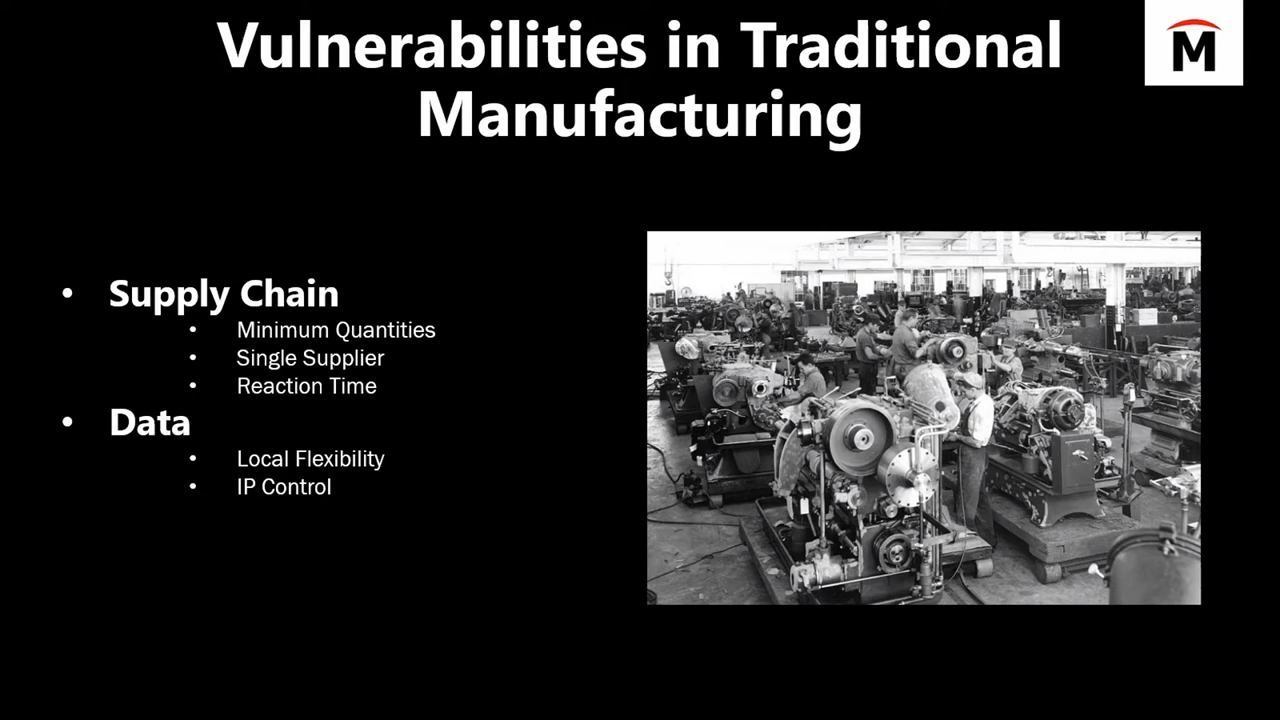 Vulnerabilities in Traditional
Manufacturing
M
• Supply Chain
• Minimum Quantities
• Single Supplier
• Reaction Time
• Data
• Local Flexibility
• IP Control